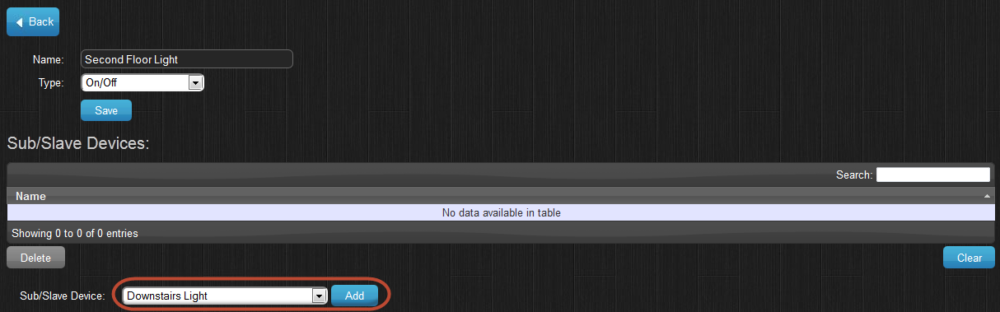 Back
Name: Second Floor Light
Type: On/Off
Save
Sub/Slave Devices:
Search:
Name
No data available in table
Showing 0 to 0 of 0 entries
Delete Clear
Sub/Slave Device: Downstairs Light Add